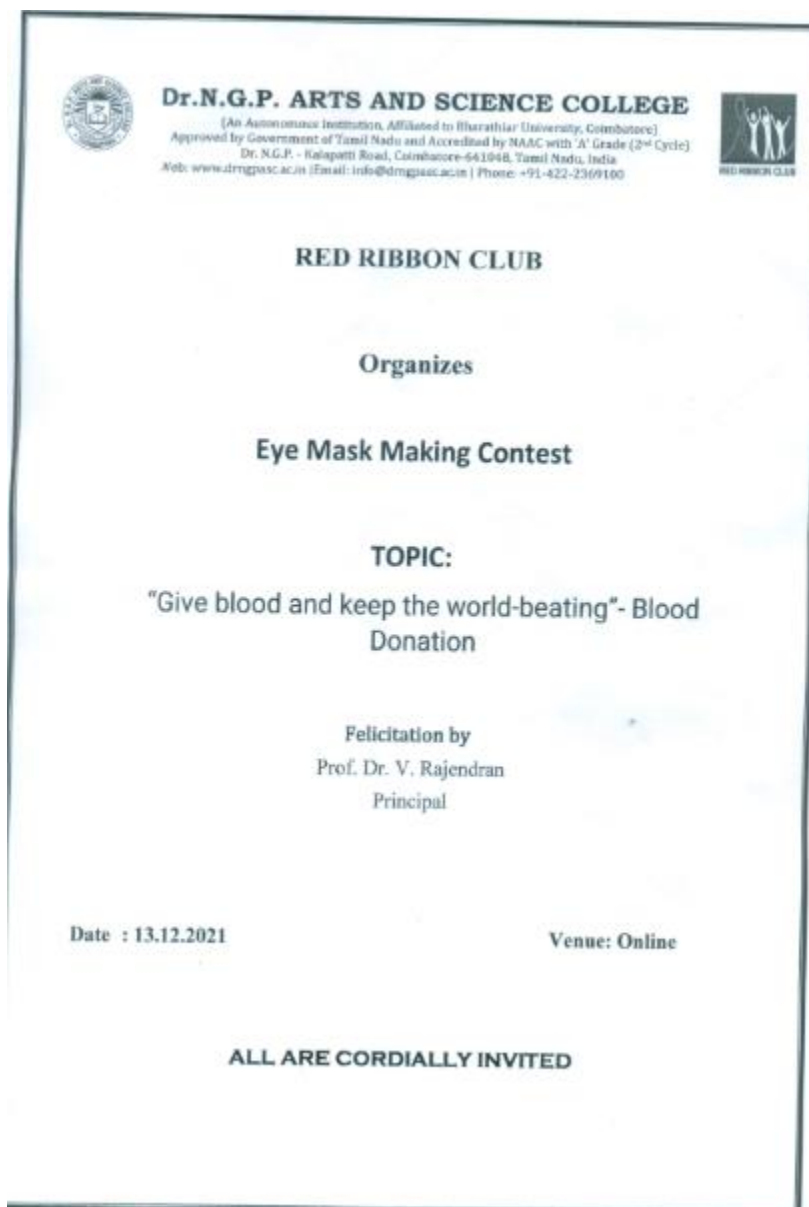 Dr.N.G.P. ARTS AND SCIENCE COLLEGE
(An Autonomous Institution, Affiliated to Bharathiar University, Coimbatore)
Approved by Government of Tamil Nadu and Accredited by NAAC with 'A' Grade (2nd Cycle)
Dr. N.G.P. - Kalapatti Road, Coimbatore-641048, Tamil Nadu, India
Web: www.drngpasc.ac.in |Email: info@drngpasc.ac.in | Phone: +91-422-2369100
RED RIBBON CLUB
RED RIBBON CLUB
Organizes
Eye Mask Making Contest
TOPIC:
“Give blood and keep the world-beating”- Blood
Donation
Felicitation by
Prof. Dr. V. Rajendran
Principal
Date : 13.12.2021
Venue: Online
ALL ARE CORDIALLY INVITED